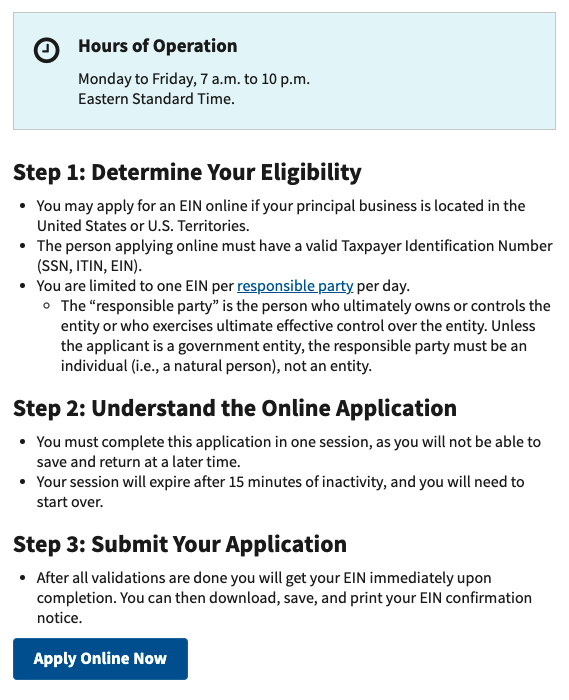 Hours of Operation
Monday to Friday, 7 a.m. to 10 p.m.
Eastern Standard Time.
Step 1: Determine Your Eligibility
• You may apply for an EIN online if your principal business is located in the
United States or U.S. Territories.
• The person applying online must have a valid Taxpayer Identification Number
(SSN, ITIN, EIN).
• You are limited to one EIN per responsible party per day.
◦ The “responsible party” is the person who ultimately owns or controls the
entity or who exercises ultimate effective control over the entity. Unless
the applicant is a government entity, the responsible party must be an
individual (i.e., a natural person), not an entity.
Step 2: Understand the Online Application
• You must complete this application in one session, as you will not be able to
save and return at a later time.
• Your session will expire after 15 minutes of inactivity, and you will need to
start over.
Step 3: Submit Your Application
• After all validations are done you will get your EIN immediately upon
completion. You can then download, save, and print your EIN confirmation
notice.
Apply Online Now